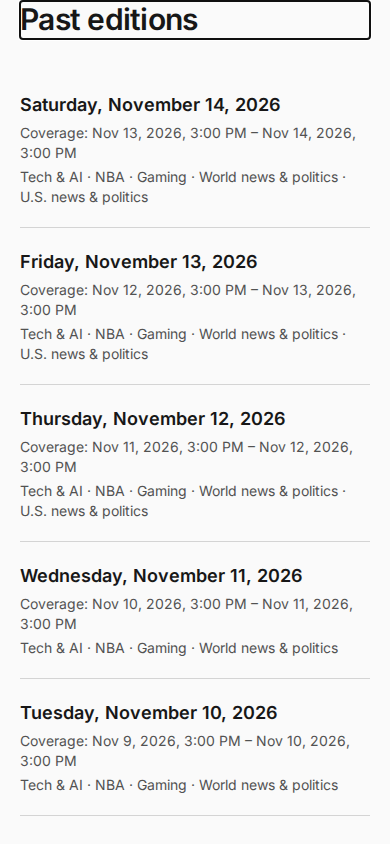 Past editions
Saturday, November 14, 2026
Coverage: Nov 13, 2026, 3:00 PM – Nov 14, 2026,
3:00 PM
Tech & AI · NBA · Gaming · World news & politics ·
U.S. news & politics
Friday, November 13, 2026
Coverage: Nov 12, 2026, 3:00 PM – Nov 13, 2026,
3:00 PM
Tech & AI · NBA · Gaming · World news & politics ·
U.S. news & politics
Thursday, November 12, 2026
Coverage: Nov 11, 2026, 3:00 PM – Nov 12, 2026,
3:00 PM
Tech & AI · NBA · Gaming · World news & politics ·
U.S. news & politics
Wednesday, November 11, 2026
Coverage: Nov 10, 2026, 3:00 PM – Nov 11, 2026,
3:00 PM
Tech & AI · NBA · Gaming · World news & politics
Tuesday, November 10, 2026
Coverage: Nov 9, 2026, 3:00 PM – Nov 10, 2026,
3:00 PM
Tech & AI · NBA · Gaming · World news & politics